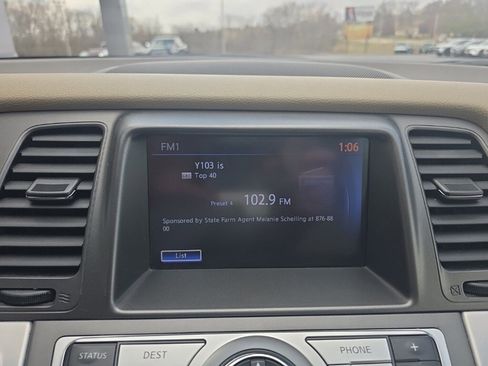 FM1 1:06
Y103 is
Top 40
Preset 4 102.9 FM
Sponsored by State Farm Agent Melanie Schelling at 876-88
00
List
STATUS DEST PHONE +